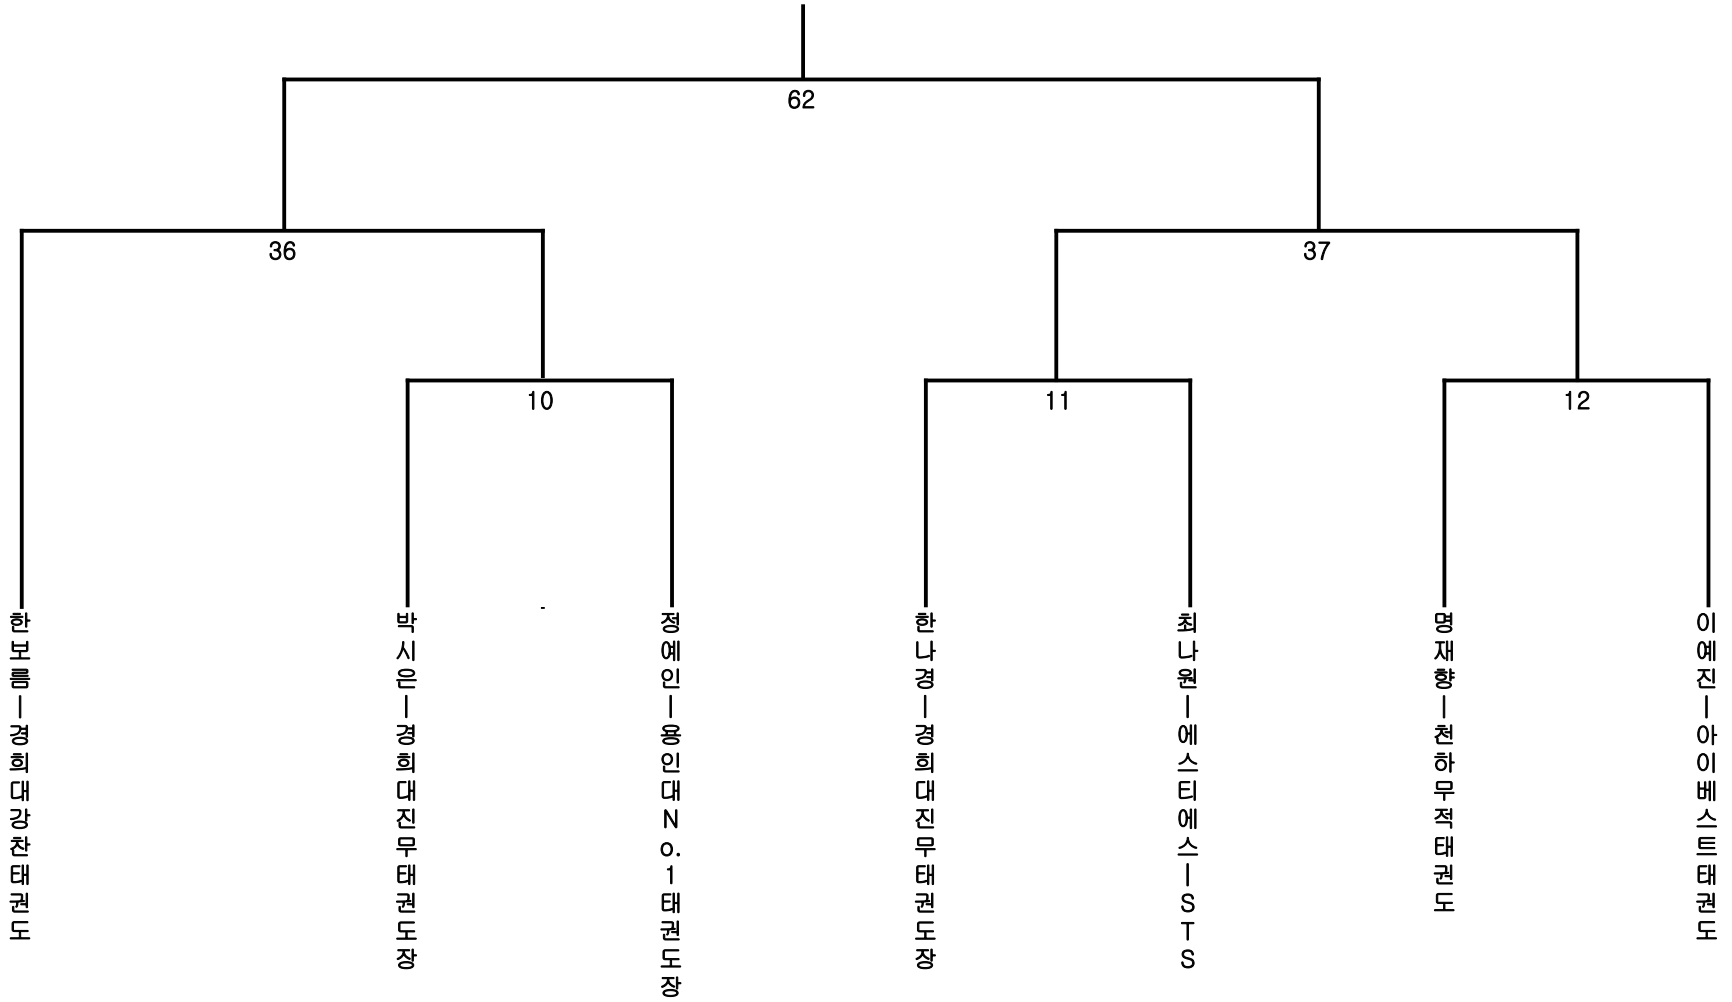 62
36
37
10
11
12
한보름-경희대강찬태권도
박시은-경희대진무태권도장
정예인-용인대No.1태권도장
한나경-경희대진무태권도장
최나원-에스티에스-STS
명재향-천하무적태권도
이예진-아이베스트태권도